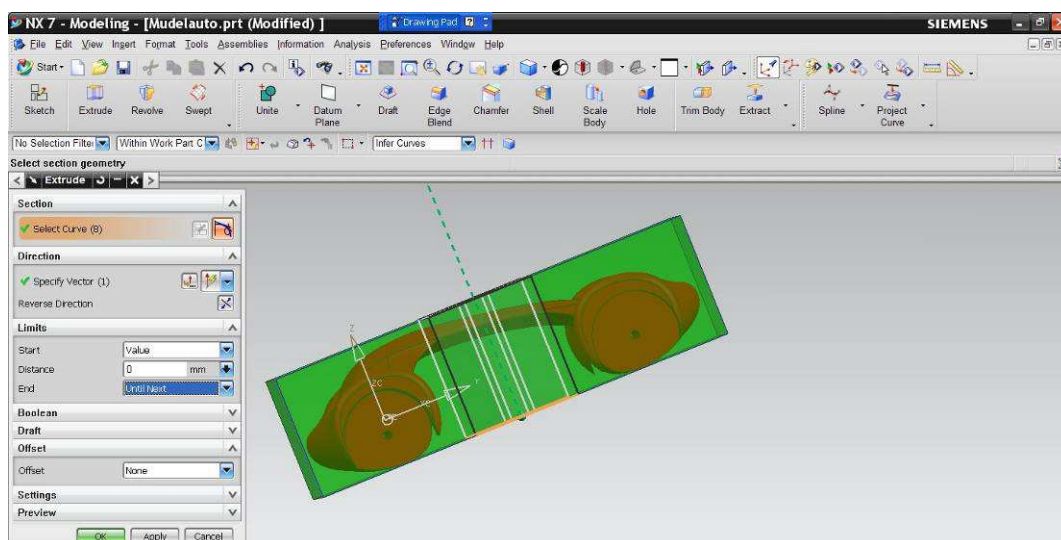 NX 7 - Modeling - [Mudelauto.prt (Modified) ]
Drawing Pad
SIEMENS
File Edit View Insert Format Tools Assemblies Information Analysis Preferences Window Help
Start
Sketch Extrude Revolve Swept Unite Datum Plane Draft Edge Blend Chamfer Shell Scale Body Hole Trim Body Extract Spline Project Curve
No Selection Filte Within Work Part C Infer Curves
Select section geometry
Extrude
Section
Select Curve (8)
Direction
Specify Vector (1)
Reverse Direction
Limits
Start Value
Distance 0 mm
End Until Next
Boolean
Draft
Offset
Offset None
Settings
Preview
OK Apply Cancel
Z
ZC
Y